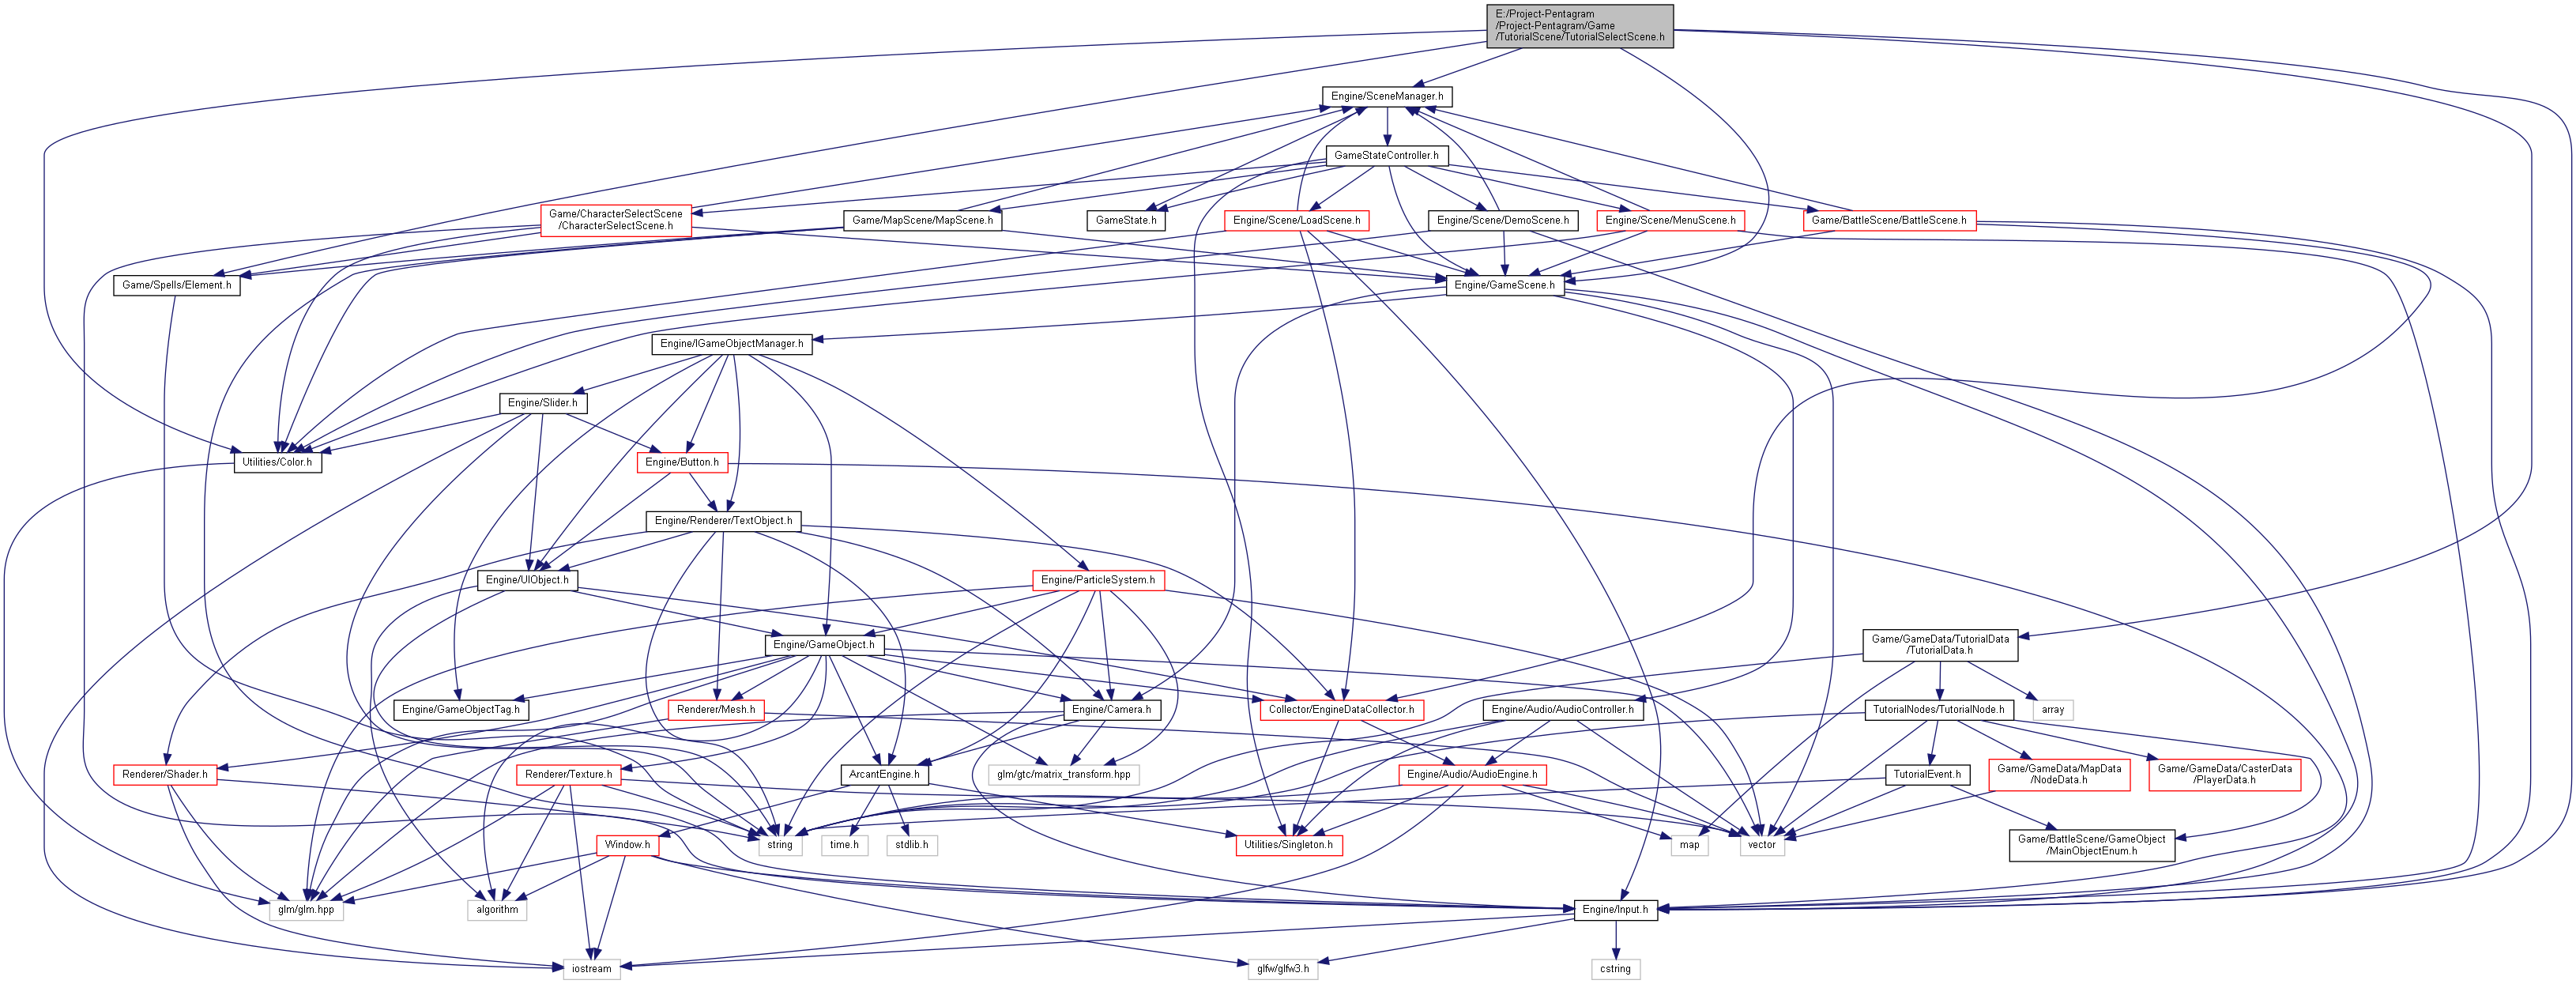 E:/Project-Pentagram
/Project-Pentagram/Game
/TutorialScene/TutorialSelectScene.h
Engine/SceneManager.h
GameStateController.h
Game/CharacterSelectScene
/CharacterSelectScene.h
Game/MapScene/MapScene.h
GameState.h
Engine/Scene/LoadScene.h
Engine/Scene/DemoScene.h
Engine/Scene/MenuScene.h
Game/BattleScene/BattleScene.h
Game/Spells/Element.h
Engine/GameScene.h
Engine/IGameObjectManager.h
Engine/Slider.h
Utilities/Color.h
Engine/Button.h
Engine/Renderer/TextObject.h
Engine/UIObject.h
Engine/ParticleSystem.h
Engine/GameObject.h
Game/GameData/TutorialData
/TutorialData.h
Engine/GameObjectTag.h
Renderer/Mesh.h
Engine/Camera.h
Collector/EngineDataCollector.h
Engine/Audio/AudioController.h
TutorialNodes/TutorialNode.h
array
Renderer/Shader.h
Renderer/Texture.h
ArcantEngine.h
glm/gtc/matrix_transform.hpp
Engine/Audio/AudioEngine.h
TutorialEvent.h
Game/GameData/MapData
/NodeData.h
Game/GameData/CasterData
/PlayerData.h
Window.h
string
time.h
stdlib.h
Utilities/Singleton.h
map
vector
Game/BattleScene/GameObject
/MainObjectEnum.h
glm/glm.hpp
algorithm
Engine/Input.h
iostream
glfw/glfw3.h
cstring